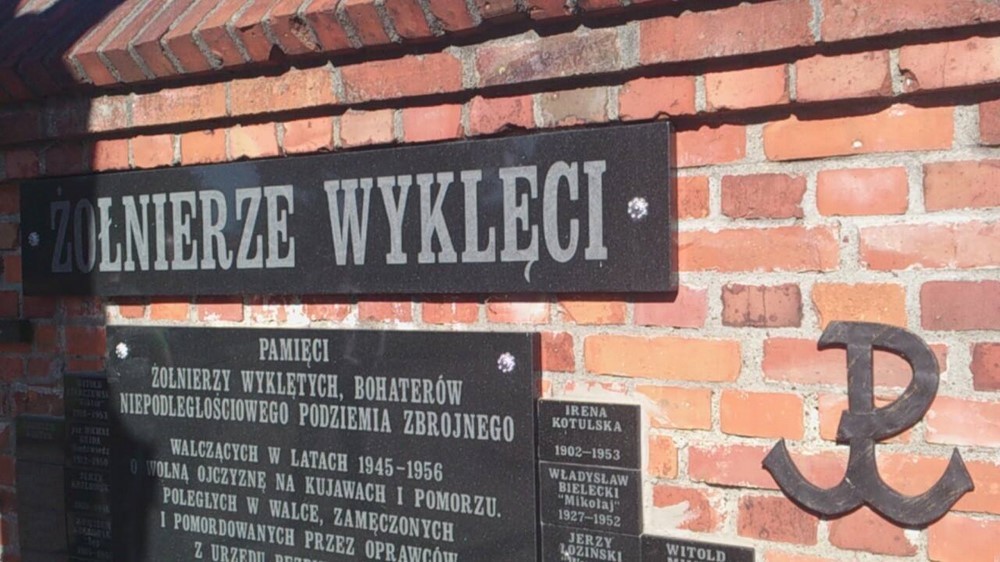 ŻOŁNIERZE WYKLĘCI
PAMIĘCI
ŻOŁNIERZY WYKLĘTYCH, BOHATERÓW
NIEPODLEGŁOŚCIOWEGO PODZIEMIA ZBROJNEGO
WALCZĄCYCH W LATACH 1945-1956
O WOLNĄ OJCZYZNĘ NA KUJAWACH I POMORZU.
POLEGŁYCH W WALCE, ZAMĘCZONYCH
I POMORDOWANYCH PRZEZ OPRAWCÓW
Z URZĘDU
IRENA
KOTULSKA
1902-1953
WŁADYSŁAW
BIELECKI
"Mikołaj"
1927-1952
JERZY
ŁOZIŃSKI
WITOLD